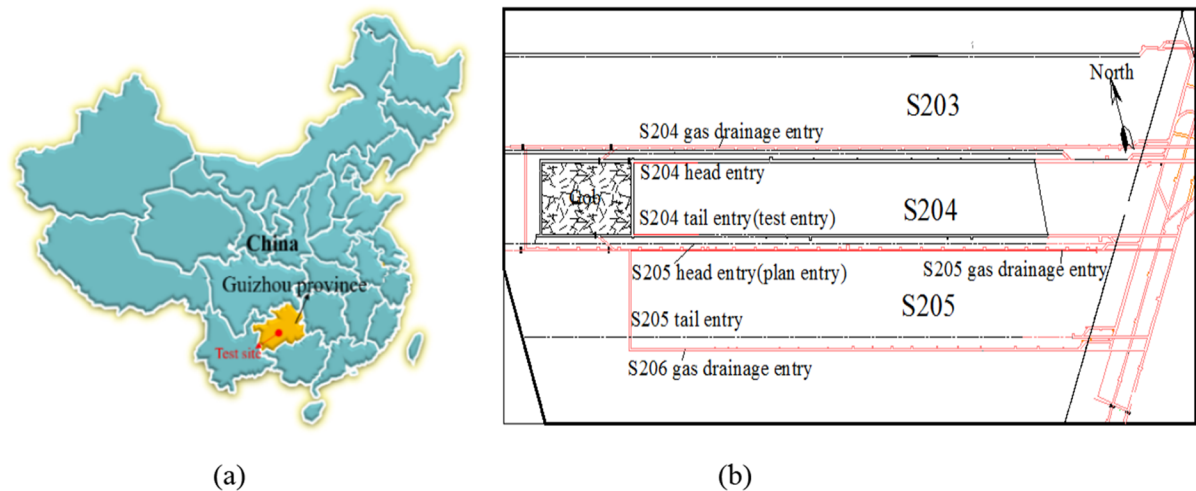 China
Guizhou province
Test site
(a)
North
S203
S204 gas drainage entry
S204 head entry
Gob
S204 tail entry(test entry)
S204
S205 head entry(plan entry)
S205 gas drainage entry
S205
S205 tail entry
S206 gas drainage entry
(b)